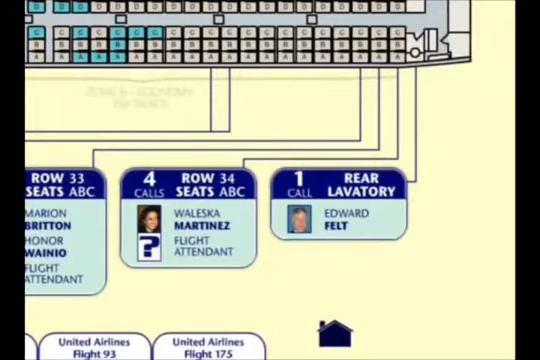 ROW 33
SEATS ABC
MARION
BRITTON
HONOR
WAINIO
FLIGHT
ATTENDANT
4
CALLS
ROW 34
SEATS ABC
WALESKA
MARTINEZ
?
FLIGHT
ATTENDANT
1
CALL
REAR
LAVATORY
EDWARD
FELT
United Airlines
Flight 93
United Airlines
Flight 175